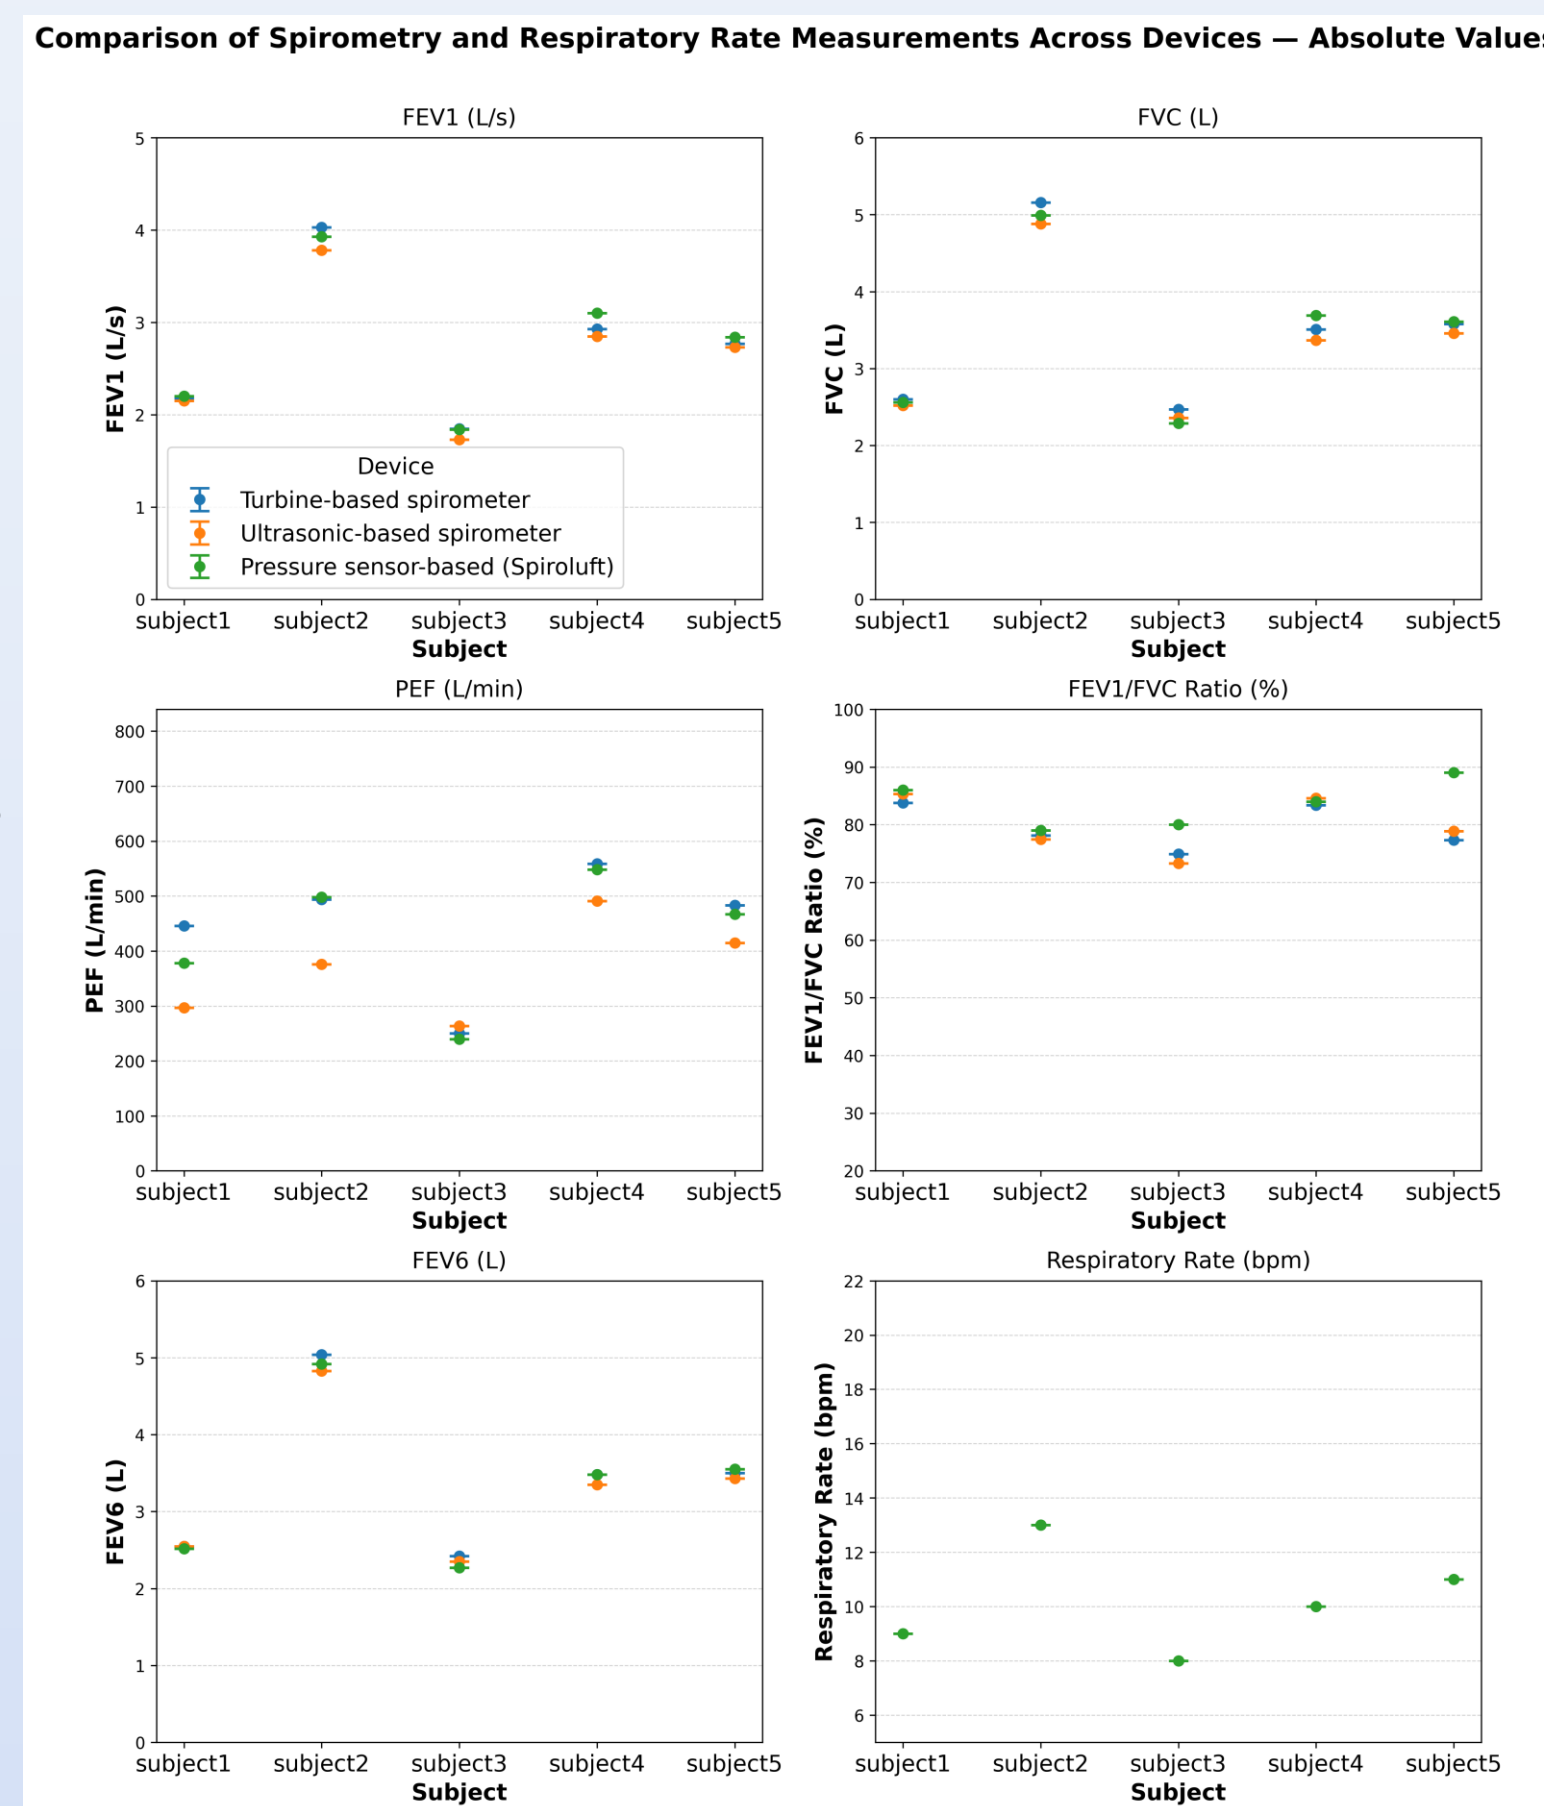 Comparison of Spirometry and Respiratory Rate Measurements Across Devices — Absolute Values
FEV1 (L/s)
5
4
3
2
1
0
FEV1 (L/s)
Device
Turbine-based spirometer
Ultrasonic-based spirometer
Pressure sensor-based (Spiroluft)
subject1 subject2 subject3 subject4 subject5
Subject
FVC (L)
6
5
4
3
2
1
0
FVC (L)
subject1 subject2 subject3 subject4 subject5
Subject
PEF (L/min)
800
700
600
500
400
300
200
100
0
PEF (L/min)
subject1 subject2 subject3 subject4 subject5
Subject
FEV1/FVC Ratio (%)
100
90
80
70
60
50
40
30
20
FEV1/FVC Ratio (%)
subject1 subject2 subject3 subject4 subject5
Subject
FEV6 (L)
6
5
4
3
2
1
0
FEV6 (L)
subject1 subject2 subject3 subject4 subject5
Subject
Respiratory Rate (bpm)
22
20
18
16
14
12
10
8
6
Respiratory Rate (bpm)
subject1 subject2 subject3 subject4 subject5
Subject